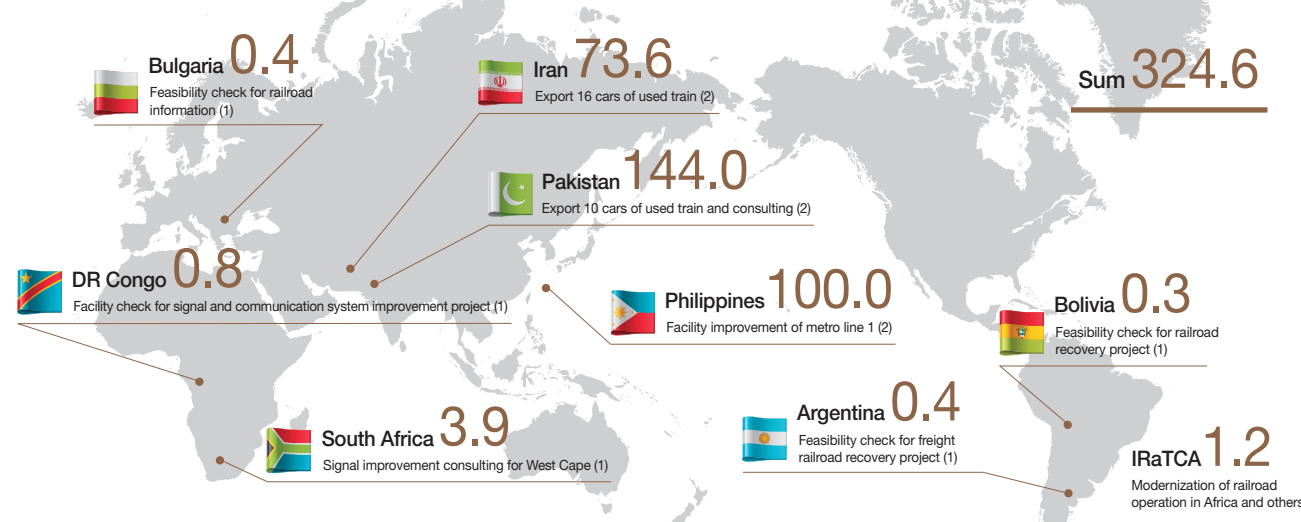 Bulgaria 0.4
Feasibility check for railroad
information (1)
Iran 73.6
Export 16 cars of used train (2)
Sum 324.6
Pakistan 144.0
Export 10 cars of used train and consulting (2)
DR Congo 0.8
Facility check for signal and communication system improvement project (1)
Philippines 100.0
Facility improvement of metro line 1 (2)
Bolivia 0.3
Feasibility check for railroad
recovery project (1)
South Africa 3.9
Signal improvement consulting for West Cape (1)
Argentina 0.4
Feasibility check for freight
railroad recovery project (1)
IRaTCA 1.2
Modernization of railroad
operation in Africa and others